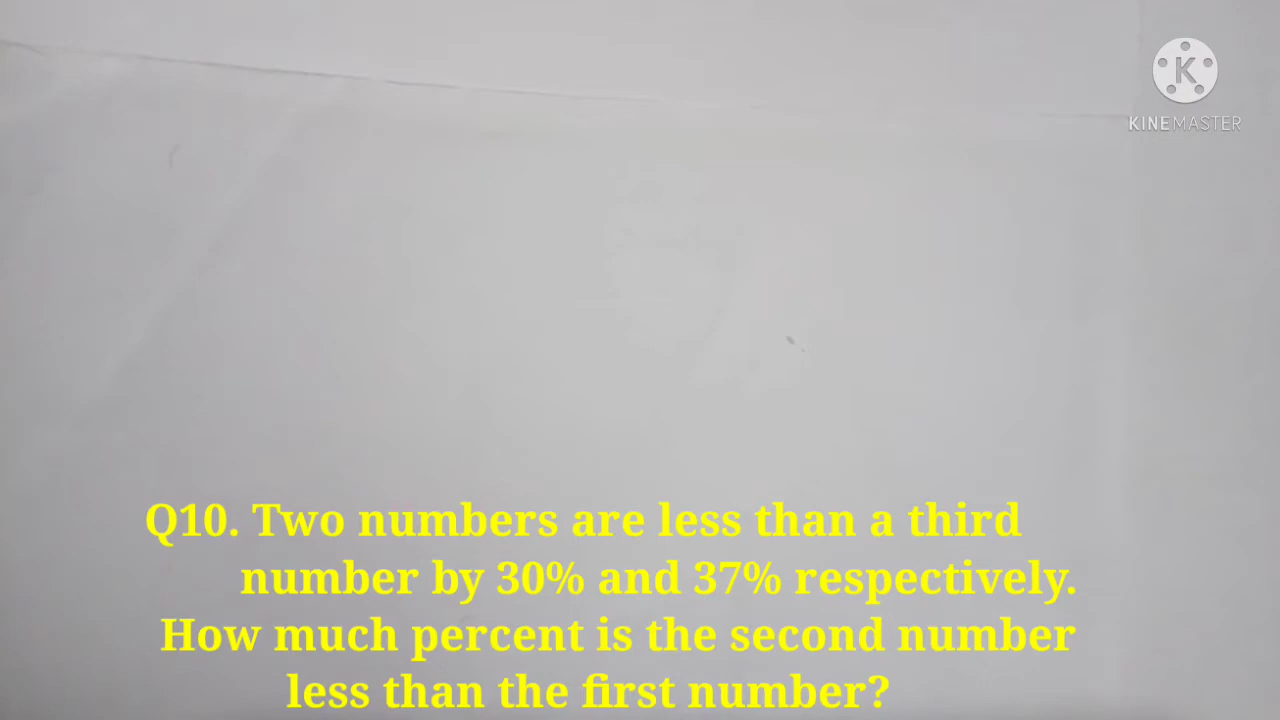 K
KINEMASTER
Q10. Two numbers are less than a third
number by 30% and 37% respectively.
How much percent is the second number
less than the first number?